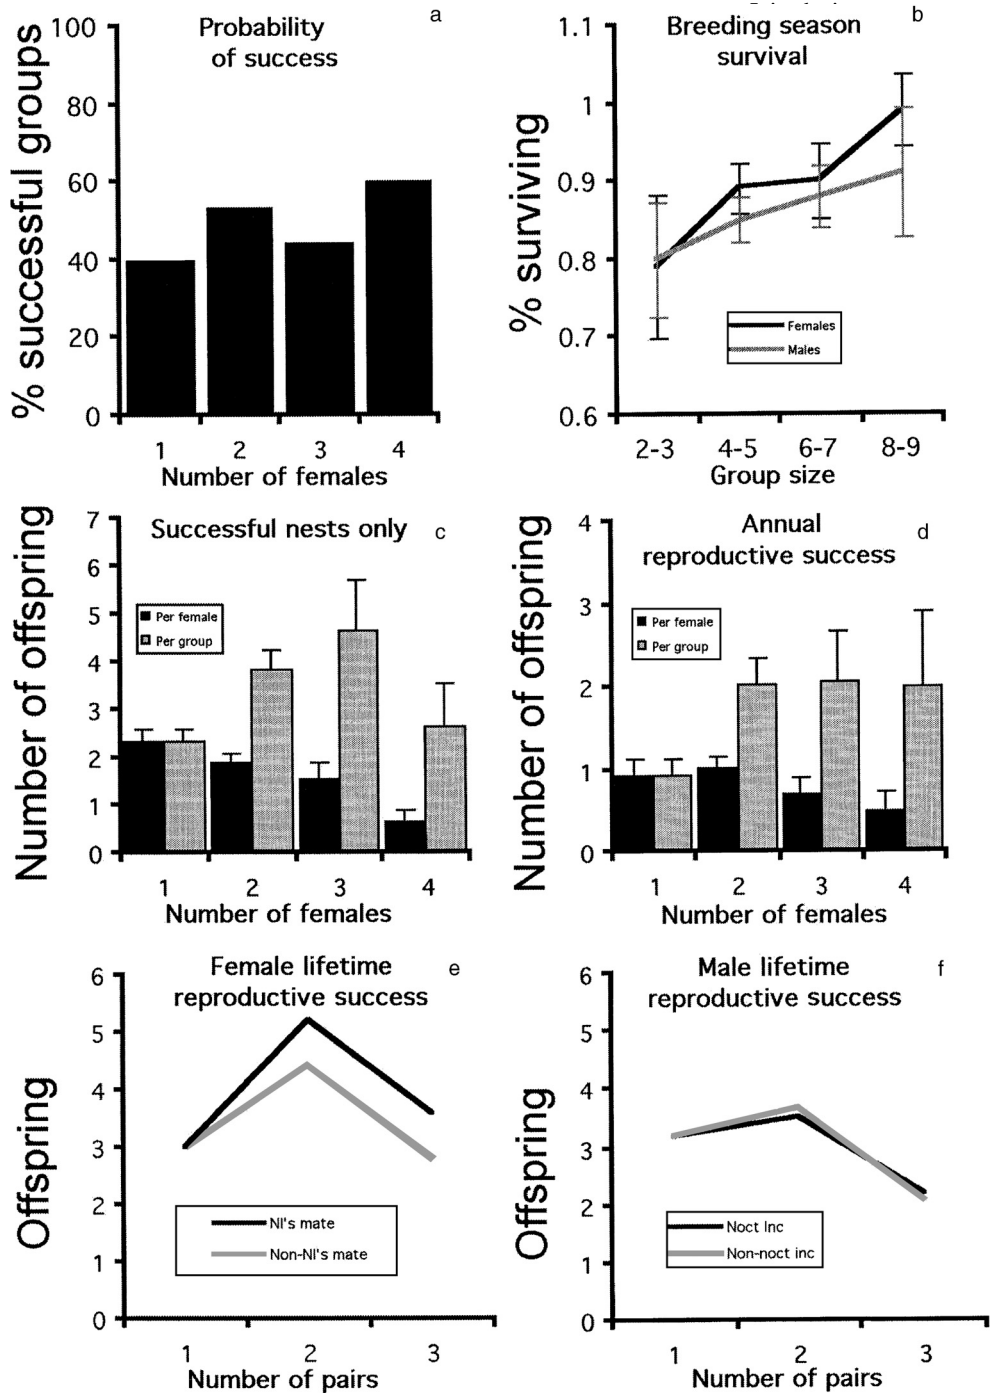 Probability
of success
a
100
80
60
40
20
0
% successful groups
1 2 3 4
Number of females
Breeding season
survival
b
1.1
1
0.9
0.8
0.7
0.6
% surviving
Females
Males
2-3 4-5 6-7 8-9
Group size
Successful nests only
c
7
6
5
4
3
2
1
0
Number of offspring
Per female
Per group
1 2 3 4
Number of females
Annual
reproductive success
d
4
3
2
1
0
Number of offspring
Per female
Per group
1 2 3 4
Number of females
Female lifetime
reproductive success
e
6
5
4
3
2
1
0
Offspring
NI's mate
Non-NI's mate
1 2 3
Number of pairs
Male lifetime
reproductive success
f
6
5
4
3
2
1
0
Offspring
Noct Inc
Non-noct inc
1 2 3
Number of pairs